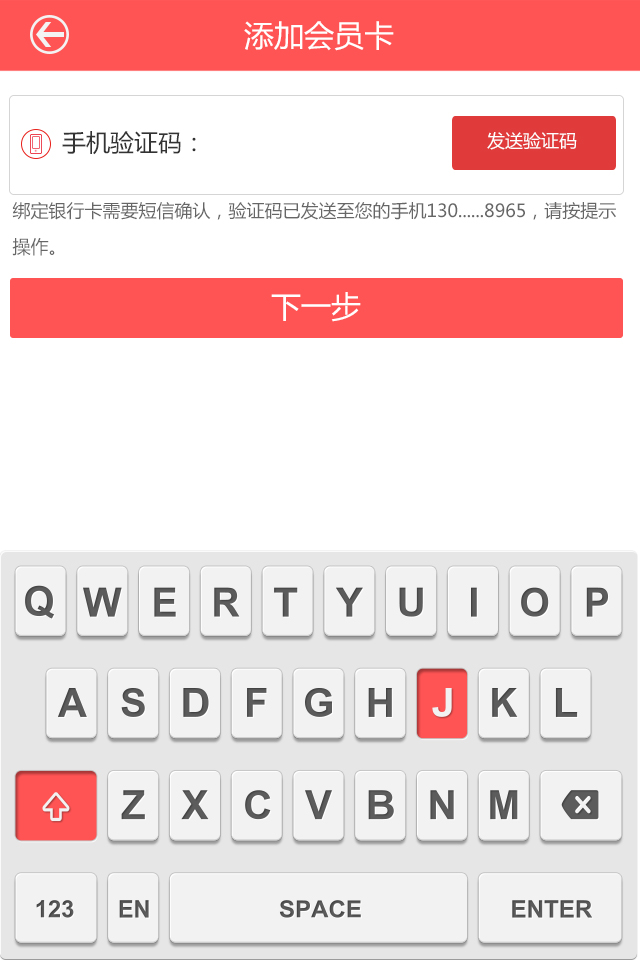 添加会员卡
手机验证码：
发送验证码
绑定银行卡需要短信确认，验证码已发送至您的手机130......8965，请按提示
操作。
下一步
Q W E R T Y U I O P
A S D F G H J K L
Z X C V B N M
123 EN SPACE ENTER